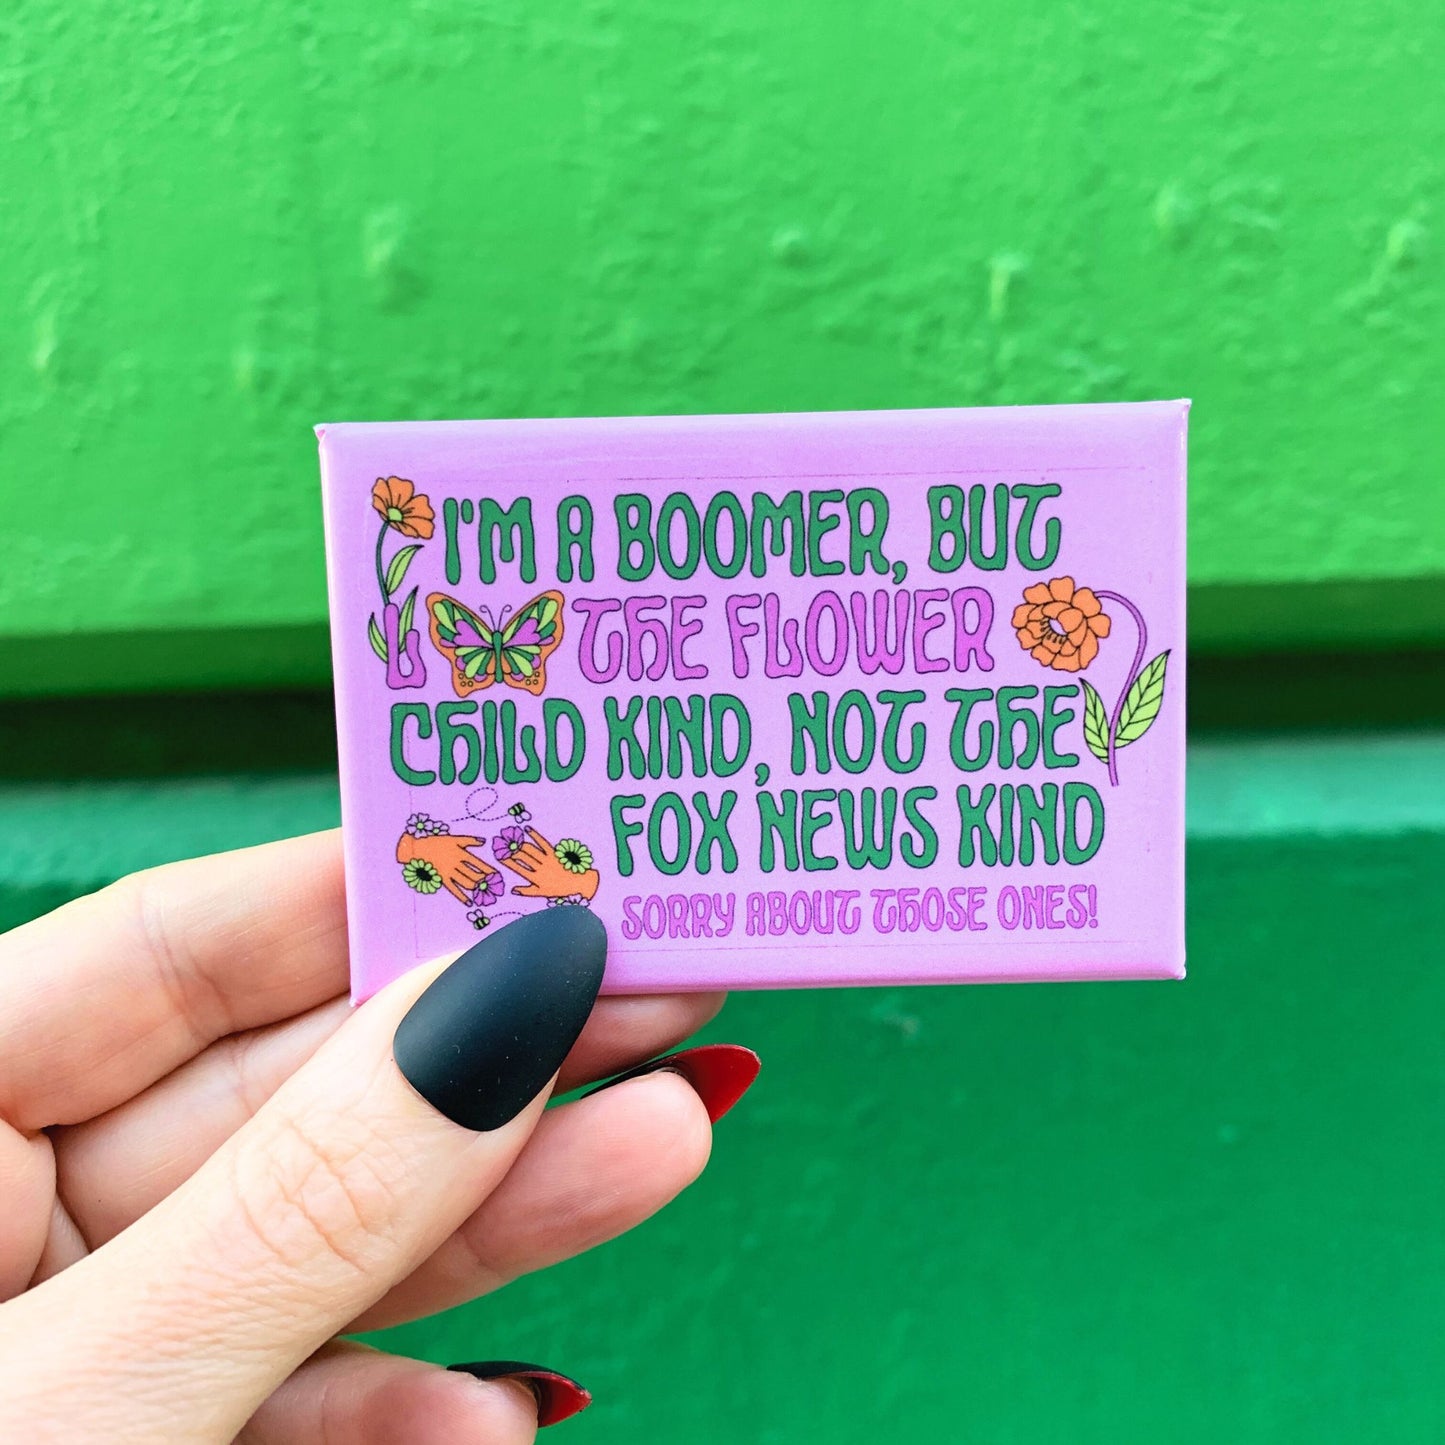 I'M A BOOMER, BUT
L THE FLOWER
CHILD KIND, NOT THE
FOX NEWS KIND
SORRY ABOUT THOSE ONES!